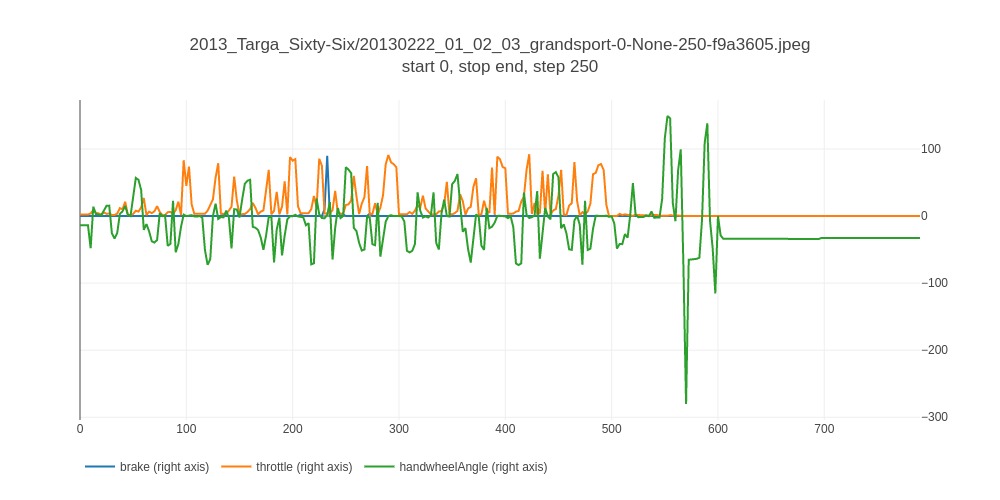 2013_Targa_Sixty-Six/20130222_01_02_03_grandsport-0-None-250-f9a3605.jpeg
start 0, stop end, step 250
100
0
−100
−200
−300
0 100 200 300 400 500 600 700
brake (right axis) throttle (right axis) handwheelAngle (right axis)